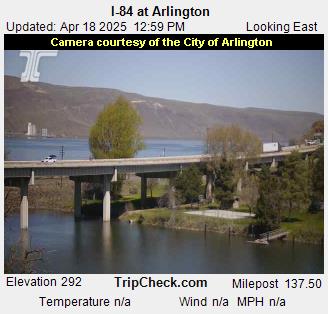 I-84 at Arlington
Updated: Apr 18 2025 12:59 PM Looking East
Camera courtesy of the City of Arlington
Elevation 292 TripCheck.com Milepost 137.50
Temperature n/a Wind n/a MPH n/a